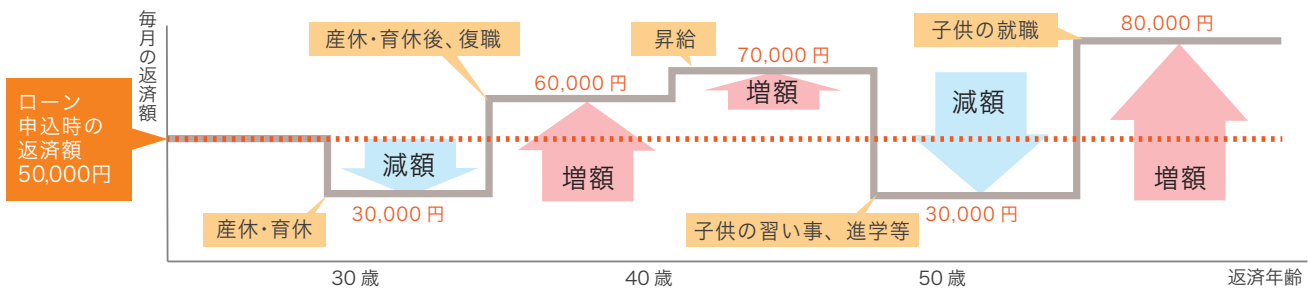 毎月の返済額
ローン
申込時の
返済額
50,000円
産休・育休
減額
30,000 円
産休・育休後、復職
60,000 円
増額
昇給
70,000 円
増額
子供の習い事、進学等
減額
30,000 円
子供の就職
80,000 円
増額
30 歳
40 歳
50 歳
返済年齢